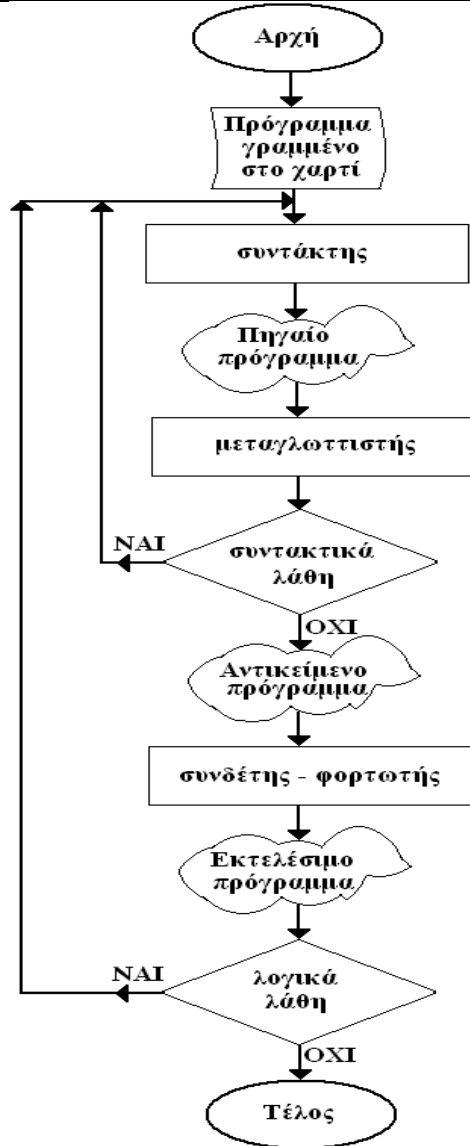 Αρχή
Πρόγραμμα
γραμμένο
στο χαρτί
συντάκτης
Πηγαίο
πρόγραμμα
μεταγλωττιστής
ΝΑΙ
συντακτικά
λάθη
ΟΧΙ
Αντικείμενο
πρόγραμμα
συνδέτης - φορτωτής
Εκτελέσιμο
πρόγραμμα
ΝΑΙ
λογικά
λάθη
ΟΧΙ
Τέλος